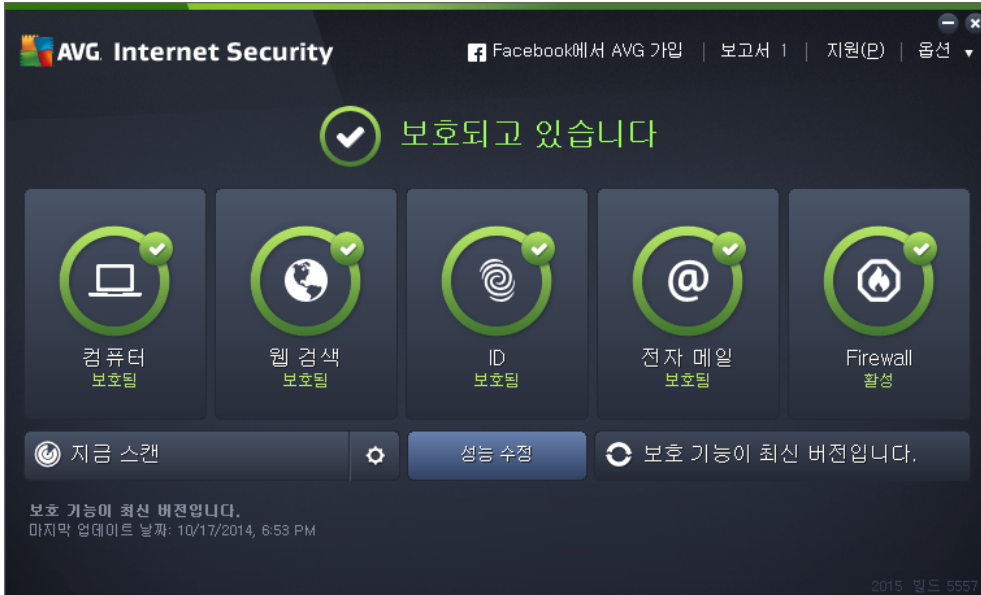 AVG. Internet Security
Facebook에서 AVG 가입 | 보고서 1 | 지원(P) | 옵션
보호되고 있습니다
컴퓨터
보호됨
웹 검색
보호됨
ID
보호됨
전자 메일
보호됨
Firewall
활성
지금 스캔
성능 수정
보호 기능이 최신 버전입니다.
보호 기능이 최신 버전입니다.
마지막 업데이트 날짜: 10/17/2014, 6:53 PM
2015 빌드 5557